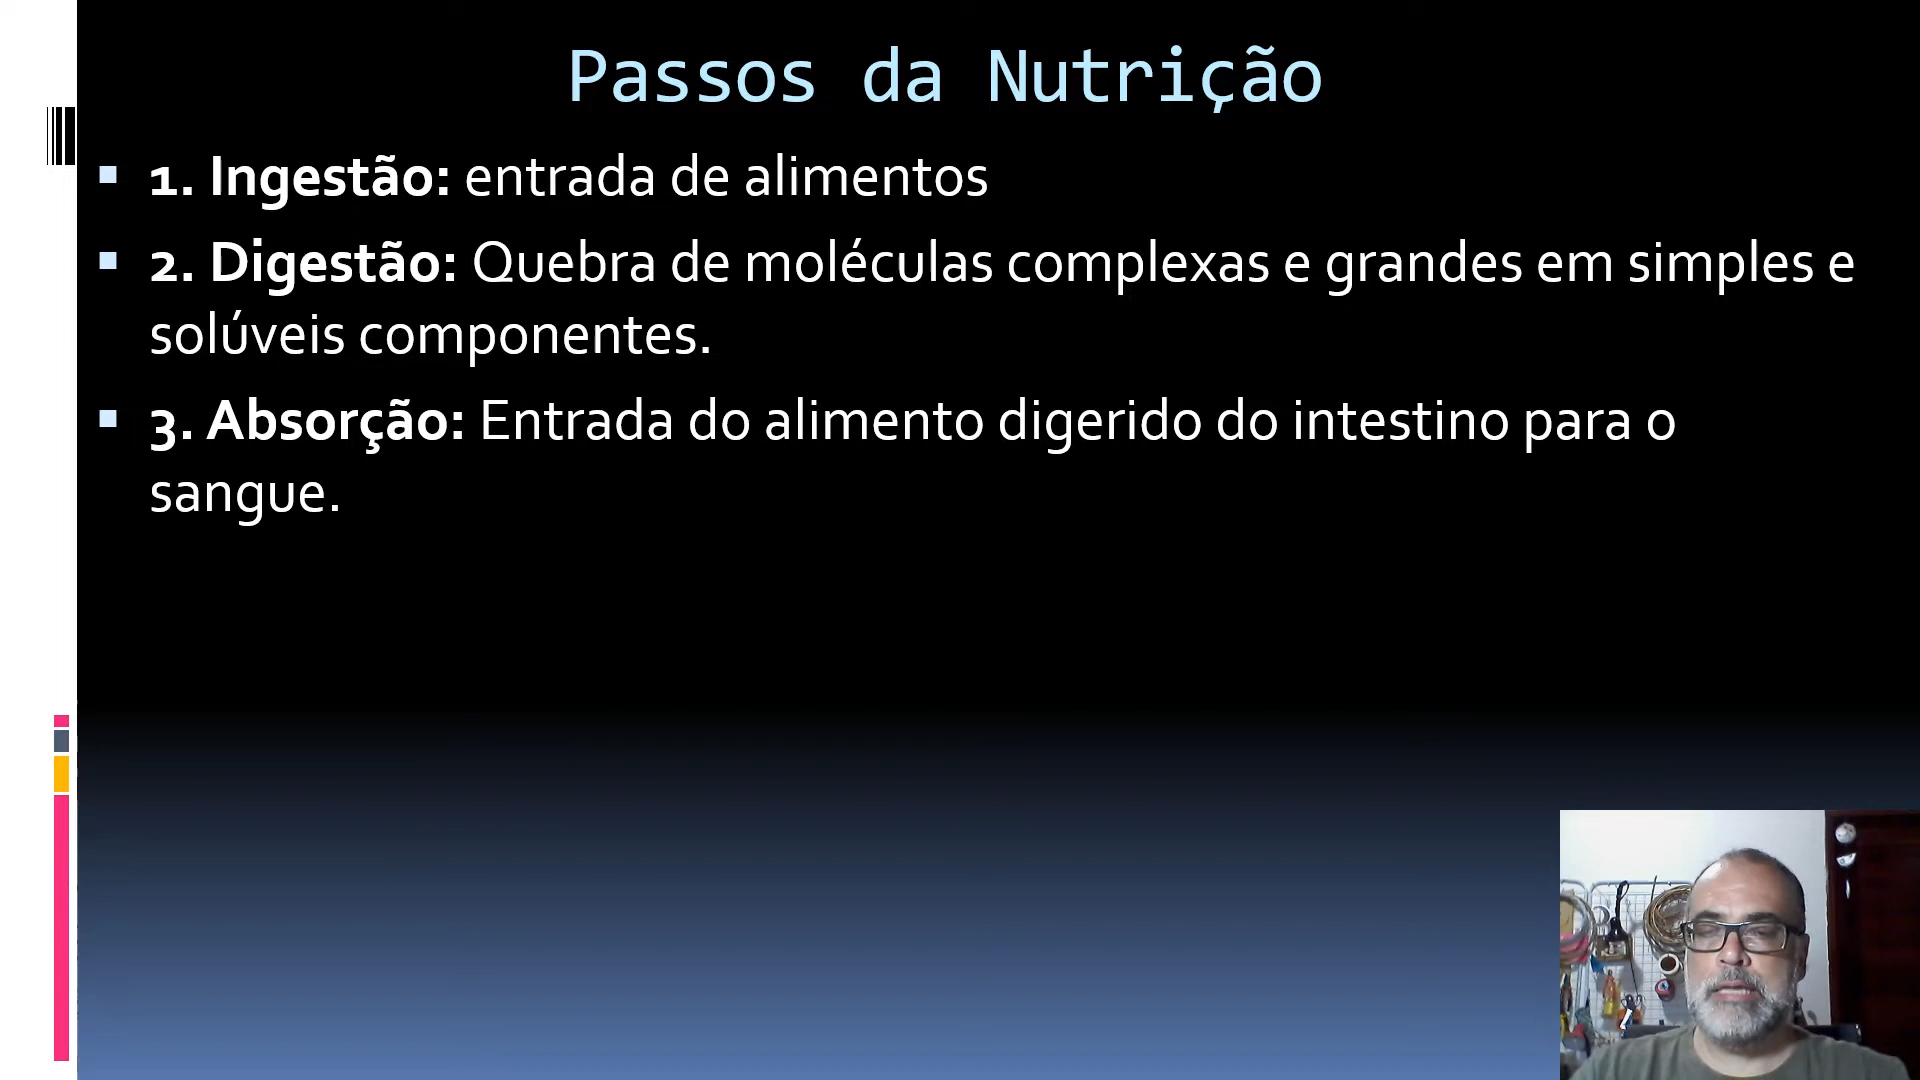 Passos da Nutrição
1. Ingestão: entrada de alimentos
2. Digestão: Quebra de moléculas complexas e grandes em simples e
solúveis componentes.
3. Absorção: Entrada do alimento digerido do intestino para o
sangue.